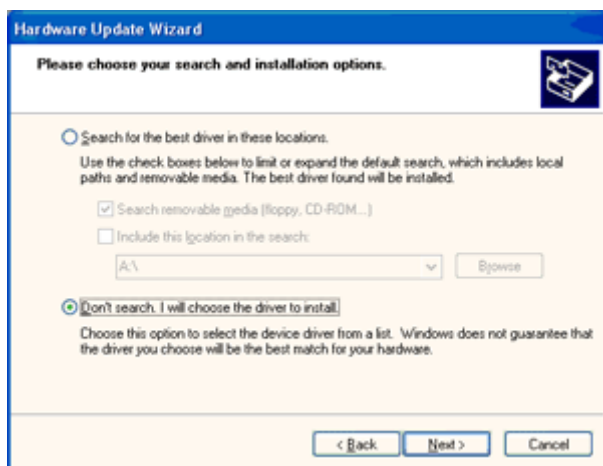 Hardware Update Wizard
Please choose your search and installation options.
Search for the best driver in these locations.
Use the check boxes below to limit or expand the default search, which includes local
paths and removable media. The best driver found will be installed.
Search removable media (floppy, CD-ROM...)
Include this location in the search:
A:\
Browse
Don't search. I will choose the driver to install.
Choose this option to select the device driver from a list. Windows does not guarantee that
the driver you choose will be the best match for your hardware.
< Back
Next >
Cancel